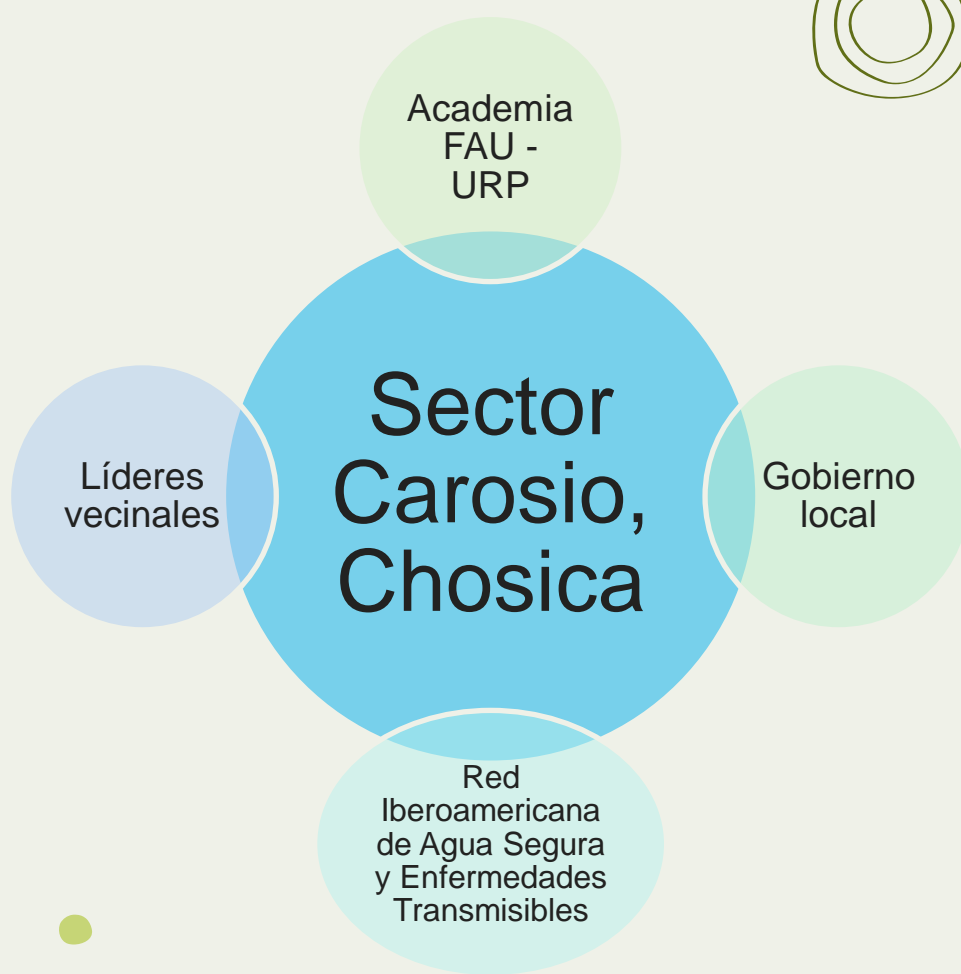 Academia
FAU -
URP
Líderes
vecinales
Sector
Carosio,
Chosica
Gobierno
local
Red
Iberoamericana
de Agua Segura
y Enfermedades
Transmisibles